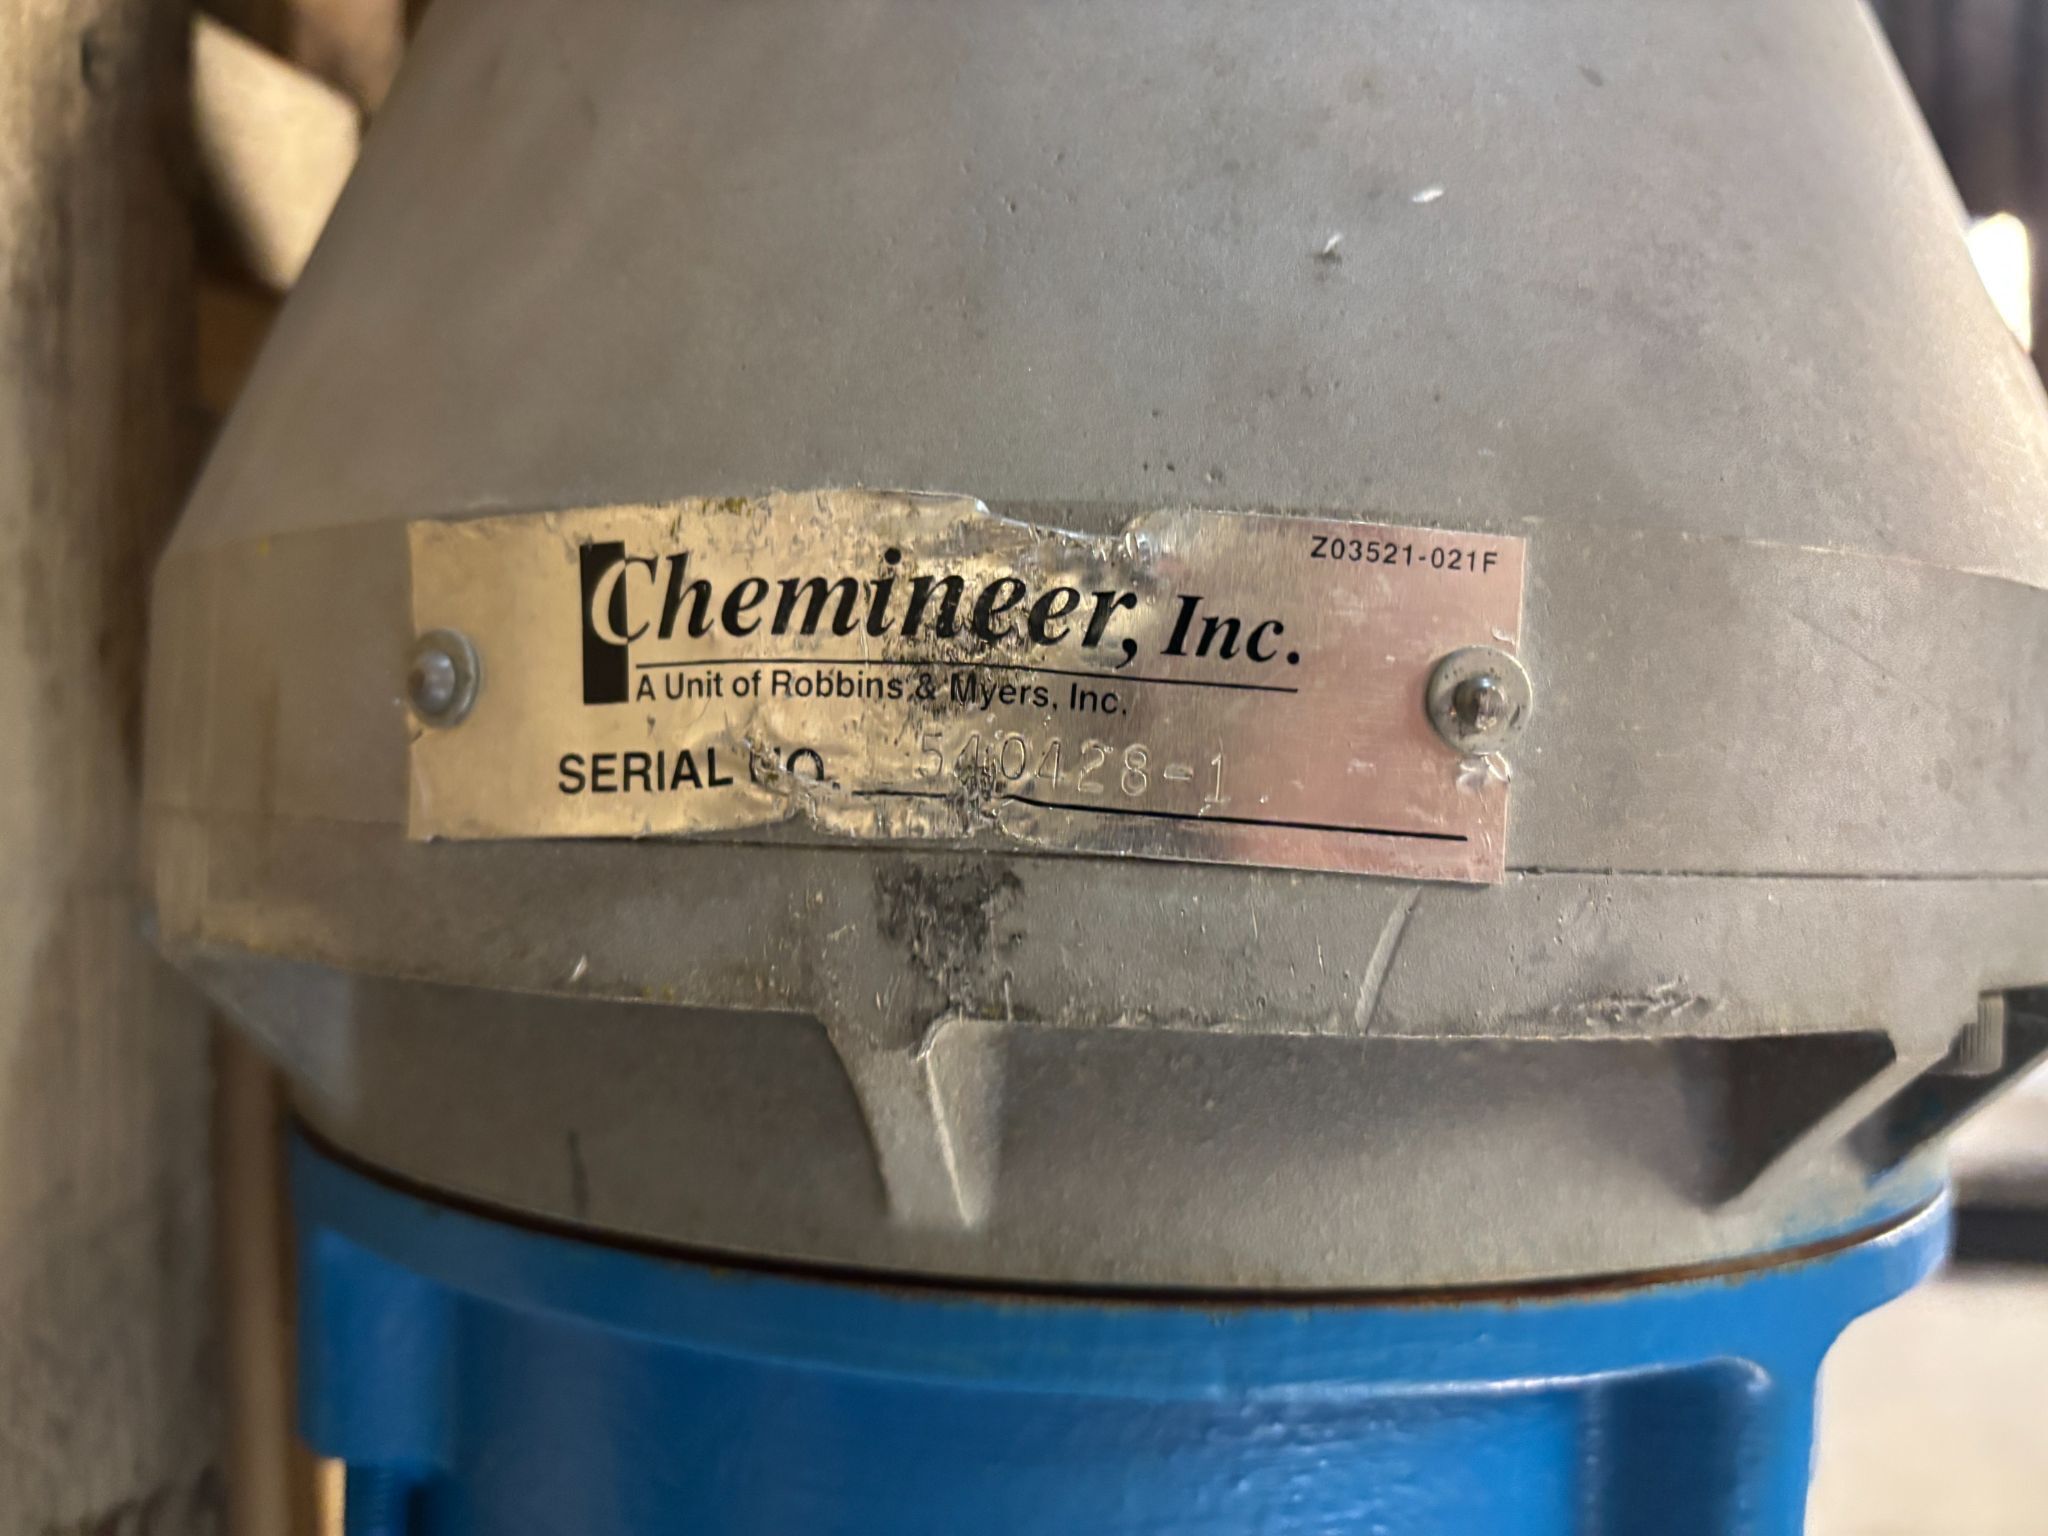 Z03521-021F
Chemineer, Inc.
A Unit of Robbins & Myers, Inc.
SERIAL NO. 540428-1